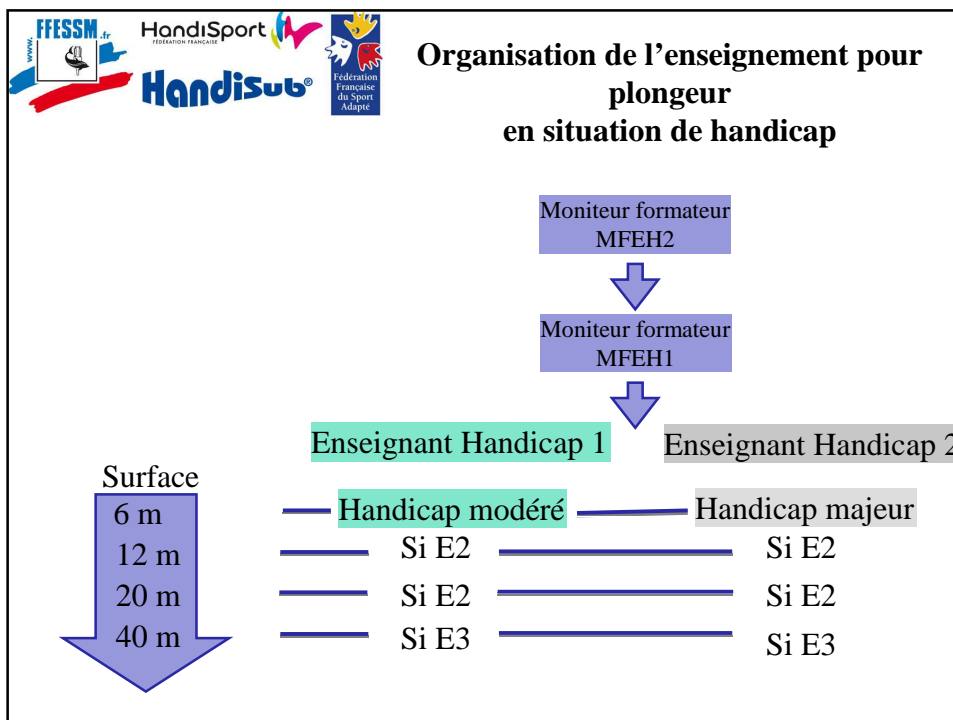 www.FFESSM.fr
HANDISPORT
FÉDÉRATION FRANÇAISE
HANDISUB®
Fédération
Française
du Sport
Adapté
Organisation de l'enseignement pour
plongeur
en situation de handicap
Moniteur formateur
MFEH2
Moniteur formateur
MFEH1
Enseignant Handicap 1
Enseignant Handicap 2
Surface
6 m
Handicap modéré
Handicap majeur
12 m
Si E2
Si E2
20 m
Si E2
Si E2
40 m
Si E3
Si E3